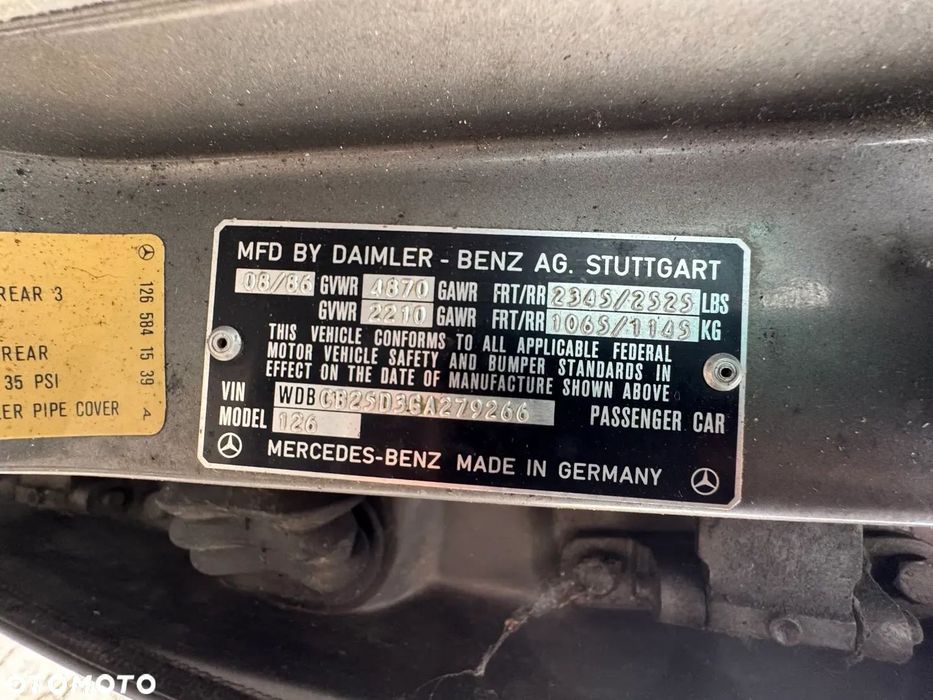 REAR 3
REAR
35 PSI
ER PIPE COVER
126 584 15 39 A
MFD BY DAIMLER - BENZ AG. STUTTGART
08/86 GVWR 4870 GAWR FRT/RR 2345/2525 LBS
GVWR 2210 GAWR FRT/RR 1065/1145 KG
THIS VEHICLE CONFORMS TO ALL APPLICABLE FEDERAL
MOTOR VEHICLE SAFETY AND BUMPER STANDARDS IN
EFFECT ON THE DATE OF MANUFACTURE SHOWN ABOVE
VIN WDBCB25D3GA279266 PASSENGER CAR
MODEL 126
MERCEDES-BENZ MADE IN GERMANY
OTOMOTO